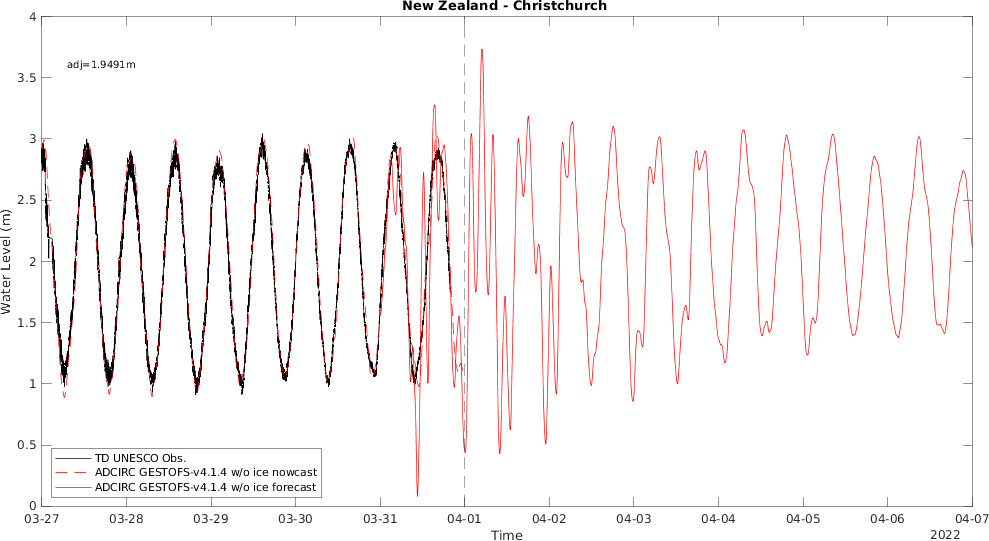 New Zealand - Christchurch
4
adj=1.9491m
3.5
3
2.5
2
1.5
1
0.5
0
Water Level (m)
TD UNESCO Obs.
ADCIRC GESTOFS-v4.1.4 w/o ice nowcast
ADCIRC GESTOFS-v4.1.4 w/o ice forecast
03-27 03-28 03-29 03-30 03-31 04-01 04-02 04-03 04-04 04-05 04-06 04-07
Time
2022